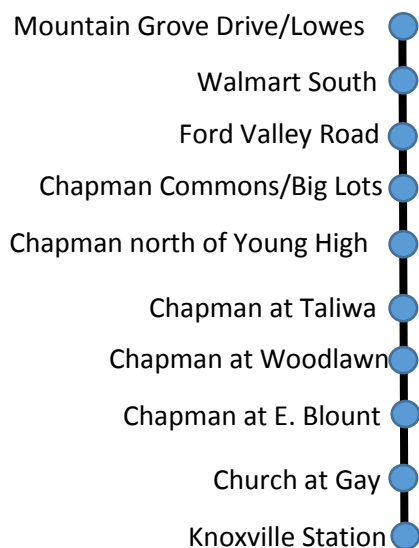 Mountain Grove Drive/Lowes
Walmart South
Ford Valley Road
Chapman Commons/Big Lots
Chapman north of Young High
Chapman at Taliwa
Chapman at Woodlawn
Chapman at E. Blount
Church at Gay
Knoxville Station